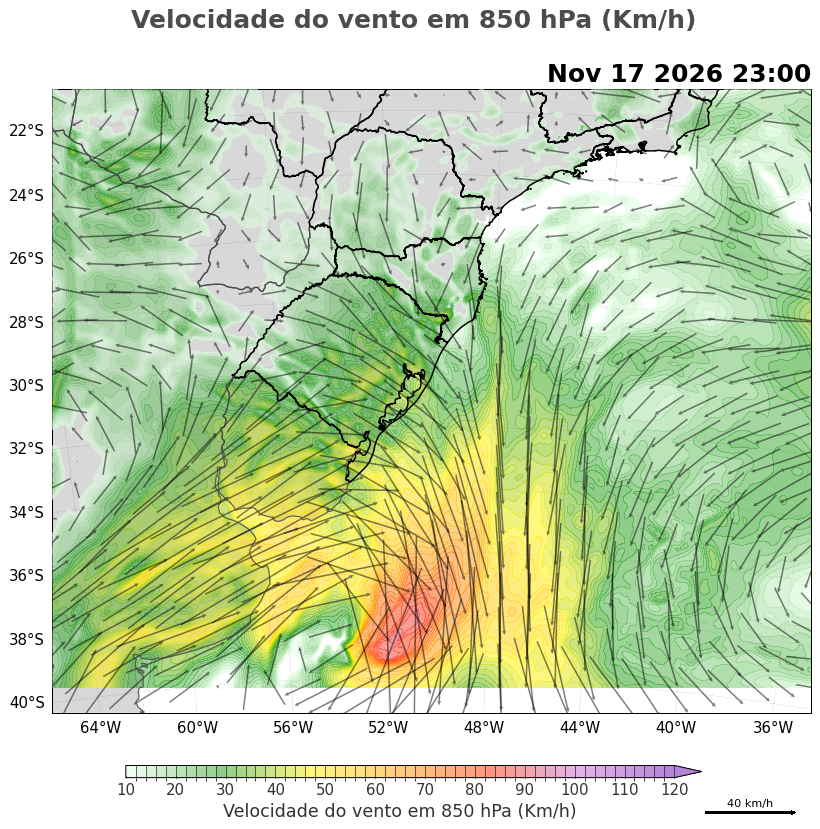 Velocidade do vento em 850 hPa (Km/h)
Nov 17 2026 23:00
22°S
24°S
26°S
28°S
30°S
32°S
34°S
36°S
38°S
40°S
64°W 60°W 56°W 52°W 48°W 44°W 40°W 36°W
10 20 30 40 50 60 70 80 90 100 110 120
Velocidade do vento em 850 hPa (Km/h)
40 km/h